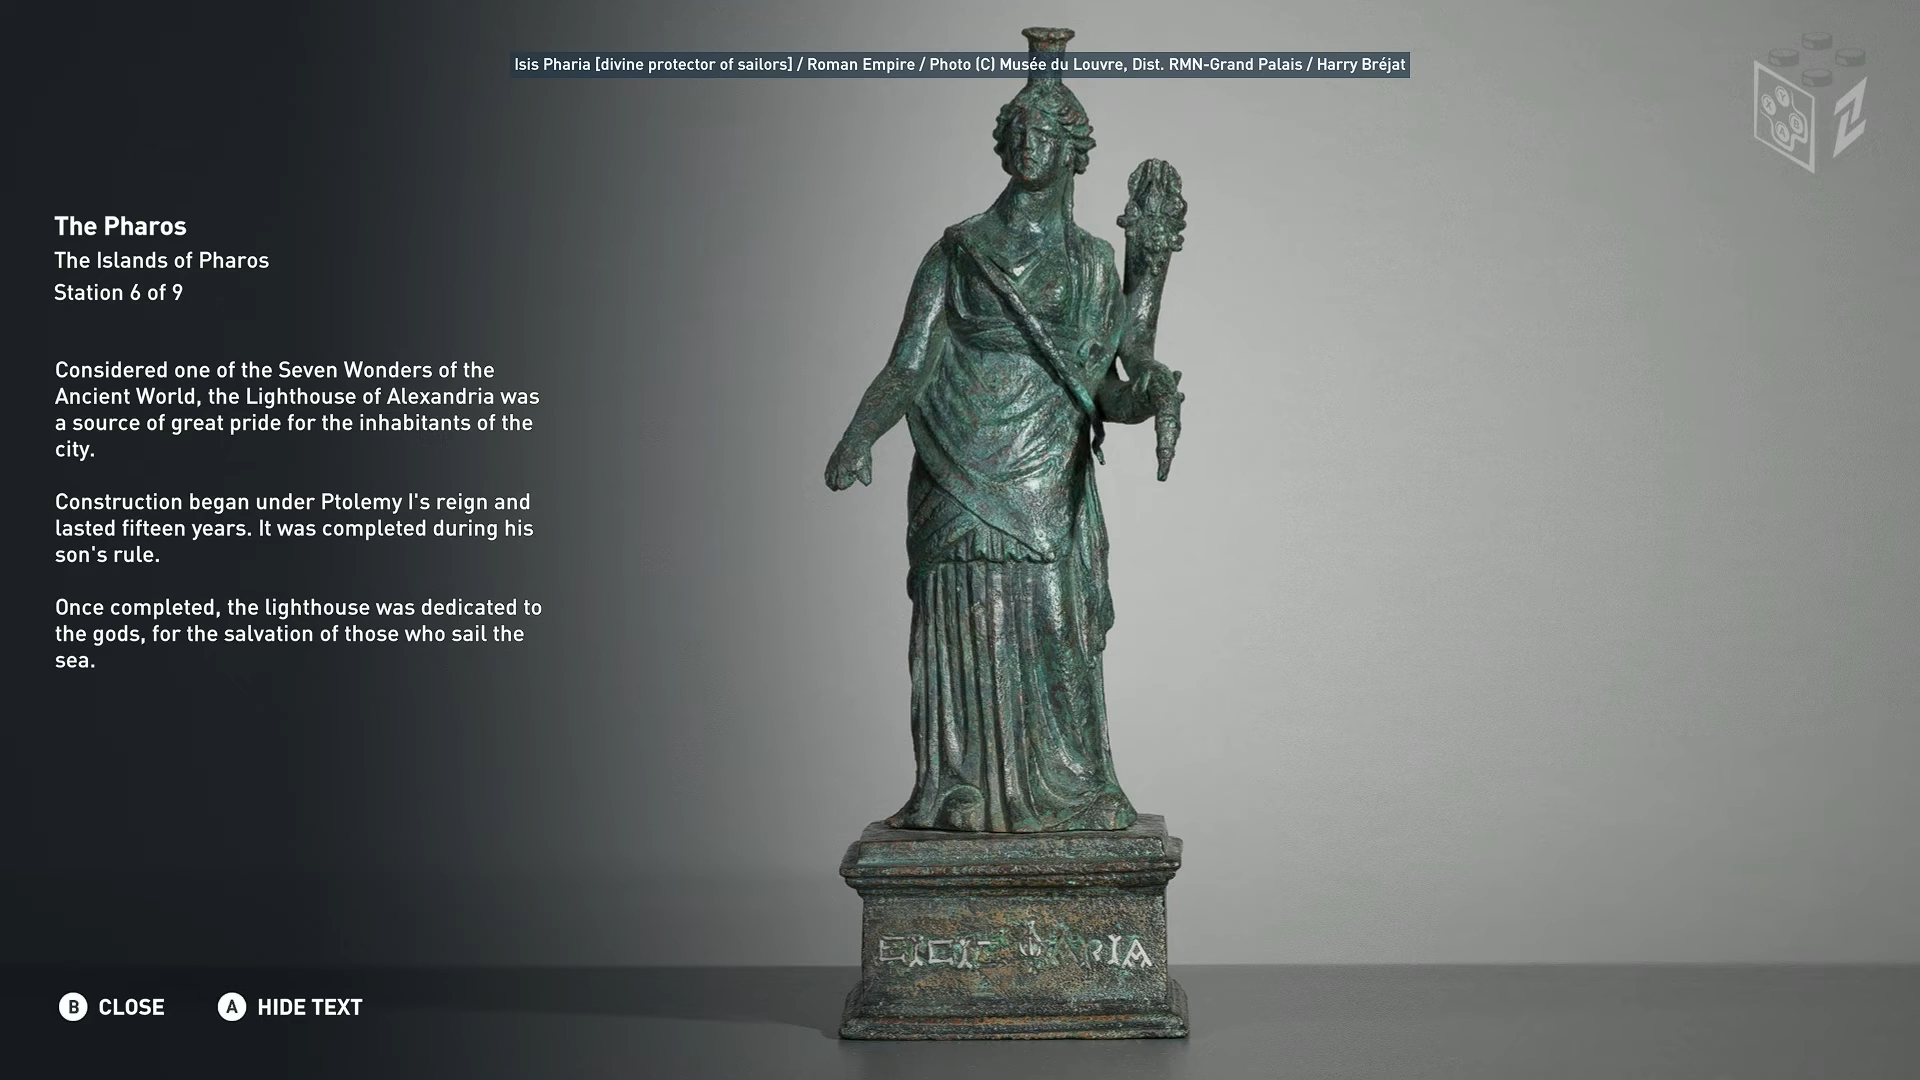 Isis Pharia [divine protector of sailors] / Roman Empire / Photo (C) Musée du Louvre, Dist. RMN-Grand Palais / Harry Bréjat
The Pharos
The Islands of Pharos
Station 6 of 9
Considered one of the Seven Wonders of the
Ancient World, the Lighthouse of Alexandria was
a source of great pride for the inhabitants of the
city.
Construction began under Ptolemy I's reign and
lasted fifteen years. It was completed during his
son's rule.
Once completed, the lighthouse was dedicated to
the gods, for the salvation of those who sail the
sea.
B CLOSE A HIDE TEXT